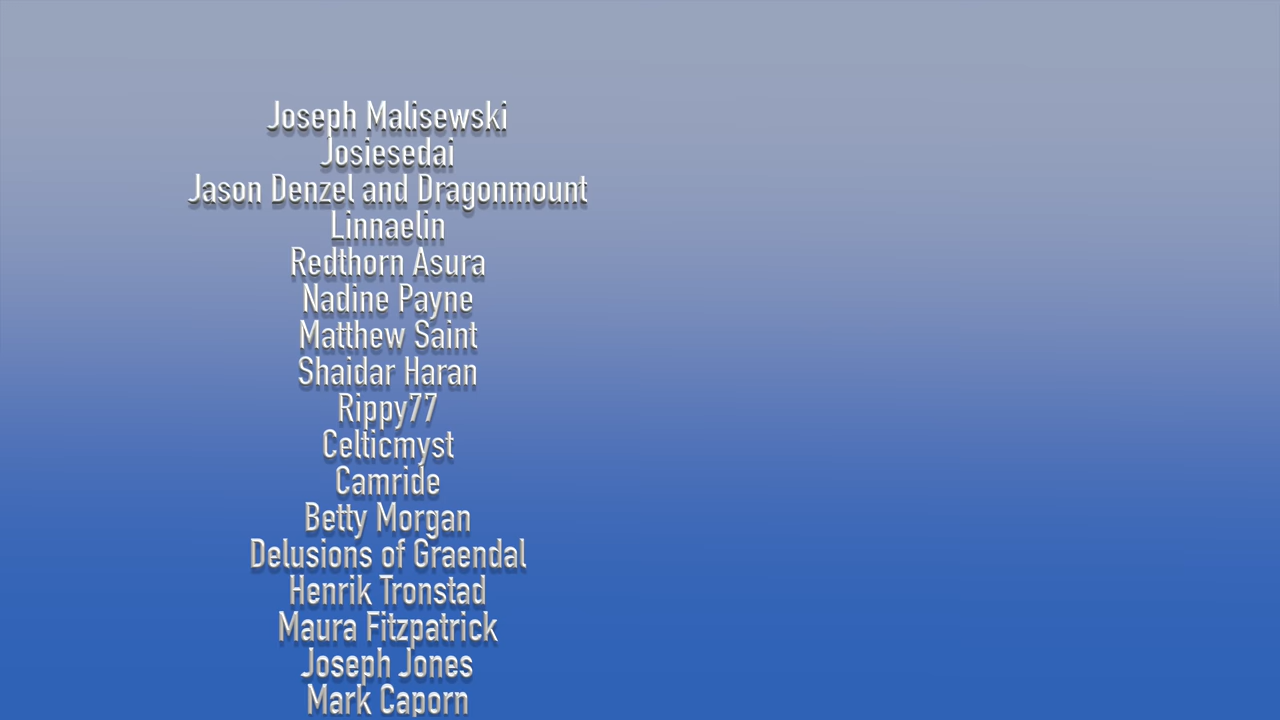 Joseph Malisewski
Josiesedai
Jason Denzel and Dragonmount
Linnaelin
Redthorn Asura
Nadine Payne
Matthew Saint
Shaidar Haran
Rippy77
Celticmyst
Camride
Betty Morgan
Delusions of Graendal
Henrik Tronstad
Maura Fitzpatrick
Joseph Jones
Mark Caporn